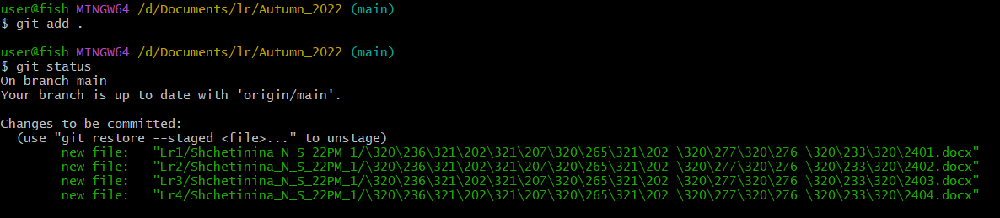 user@fish MINGW64 /d/Documents/lr/Autumn_2022 (main)
$ git add .
user@fish MINGW64 /d/Documents/lr/Autumn_2022 (main)
$ git status
On branch main
Your branch is up to date with 'origin/main'.
Changes to be committed:
(use "git restore --staged <file>..." to unstage)
new file:   "Lr1/Shchetinina_N_S_22PM_1/\320\236\321\202\321\207\320\265\321\202 \320\277\320\276 \320\233\320\2401.docx"
new file:   "Lr2/Shchetinina_N_S_22PM_1/\320\236\321\202\321\207\320\265\321\202 \320\277\320\276 \320\233\320\2402.docx"
new file:   "Lr3/Shchetinina_N_S_22PM_1/\320\236\321\202\321\207\320\265\321\202 \320\277\320\276 \320\233\320\2403.docx"
new file:   "Lr4/Shchetinina_N_S_22PM_1/\320\236\321\202\321\207\320\265\321\202 \320\277\320\276 \320\233\320\2404.docx"